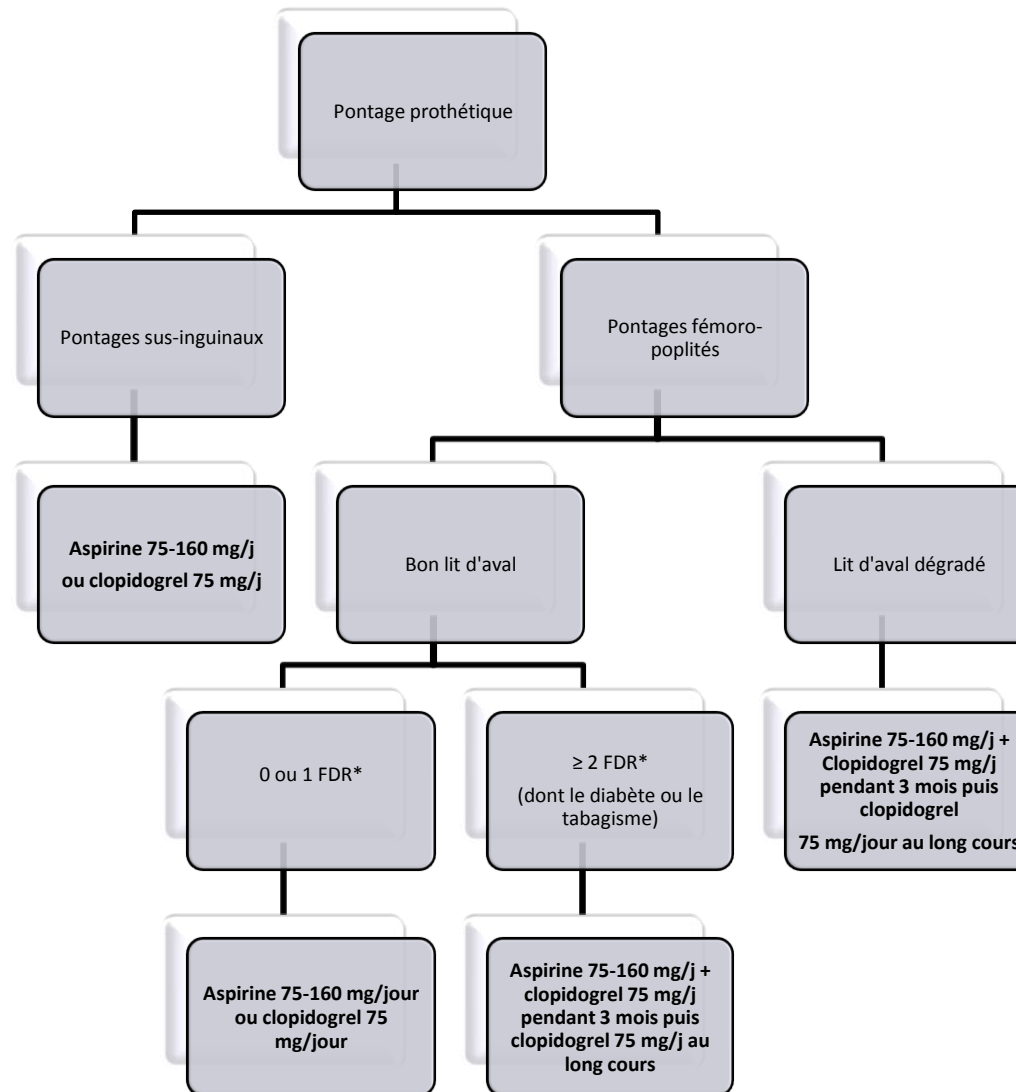 Pontage prothétique
Pontages sus-inguinaux
Pontages fémoro-
poplités
Aspirine 75-160 mg/j
ou clopidogrel 75 mg/j
Bon lit d'aval
Lit d'aval dégradé
0 ou 1 FDR*
≥ 2 FDR*
(dont le diabète ou le
tabagisme)
Aspirine 75-160 mg/j +
Clopidogrel 75 mg/j
pendant 3 mois puis
clopidogrel
75 mg/jour au long cours
Aspirine 75-160 mg/jour
ou clopidogrel 75
mg/jour
Aspirine 75-160 mg/j +
clopidogrel 75 mg/j
pendant 3 mois puis
clopidogrel 75 mg/j au
long cours